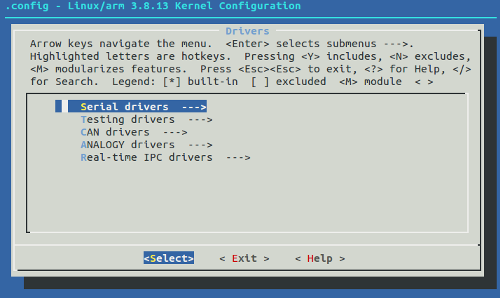 .config - Linux/arm 3.8.13 Kernel Configuration
Drivers
Arrow keys navigate the menu.  <Enter> selects submenus --->.
Highlighted letters are hotkeys.  Pressing <Y> includes, <N> excludes,
<M> modularizes features.  Press <Esc><Esc> to exit, <?> for Help, </>
for Search.  Legend: [*] built-in  [ ] excluded  <M> module  < >
Serial drivers  --->
Testing drivers  --->
CAN drivers  --->
ANALOGY drivers  --->
Real-time IPC drivers  --->
<Select>    < Exit >    < Help >